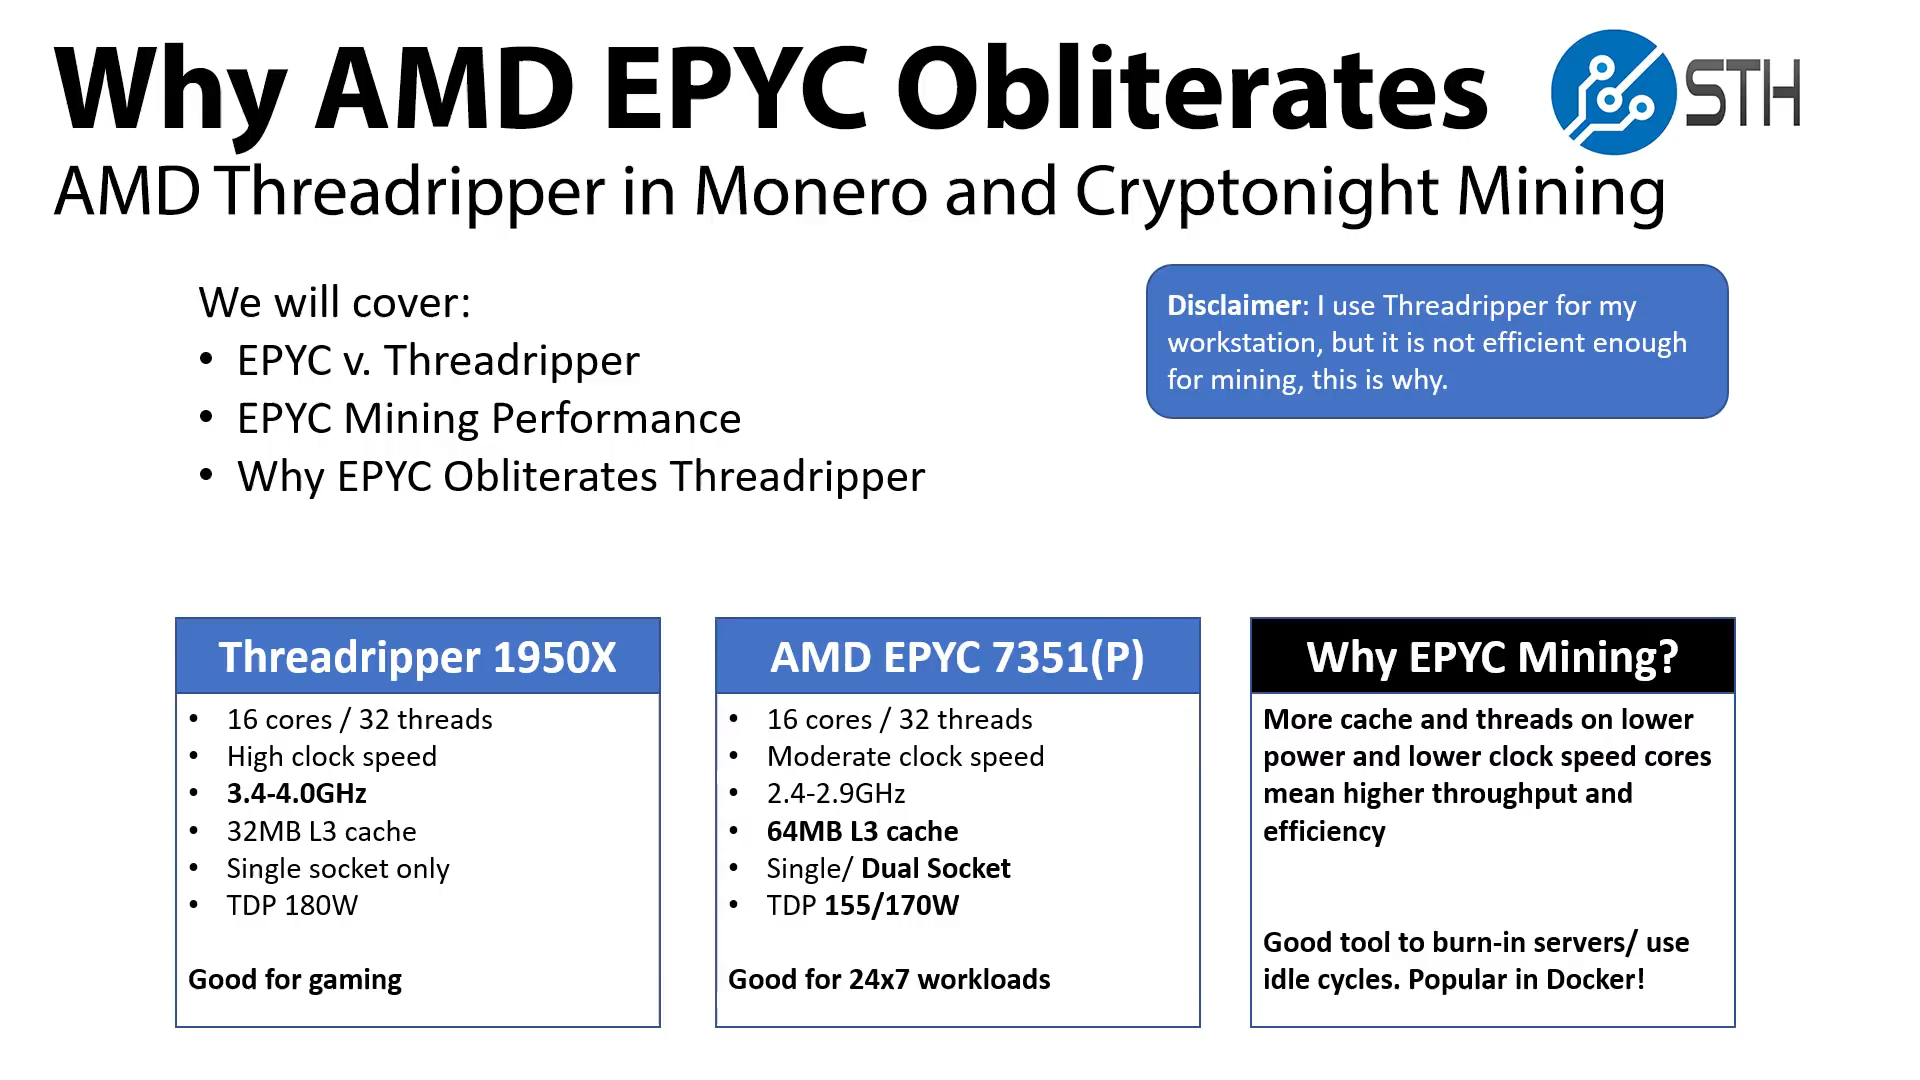 Why AMD EPYC Obliterates
STH
AMD Threadripper in Monero and Cryptonight Mining
We will cover:
• EPYC v. Threadripper
• EPYC Mining Performance
• Why EPYC Obliterates Threadripper
Disclaimer: I use Threadripper for my
workstation, but it is not efficient enough
for mining, this is why.
Threadripper 1950X
• 16 cores / 32 threads
• High clock speed
• 3.4-4.0GHz
• 32MB L3 cache
• Single socket only
• TDP 180W
Good for gaming
AMD EPYC 7351(P)
• 16 cores / 32 threads
• Moderate clock speed
• 2.4-2.9GHz
• 64MB L3 cache
• Single/ Dual Socket
• TDP 155/170W
Good for 24x7 workloads
Why EPYC Mining?
More cache and threads on lower
power and lower clock speed cores
mean higher throughput and
efficiency
Good tool to burn-in servers/ use
idle cycles. Popular in Docker!